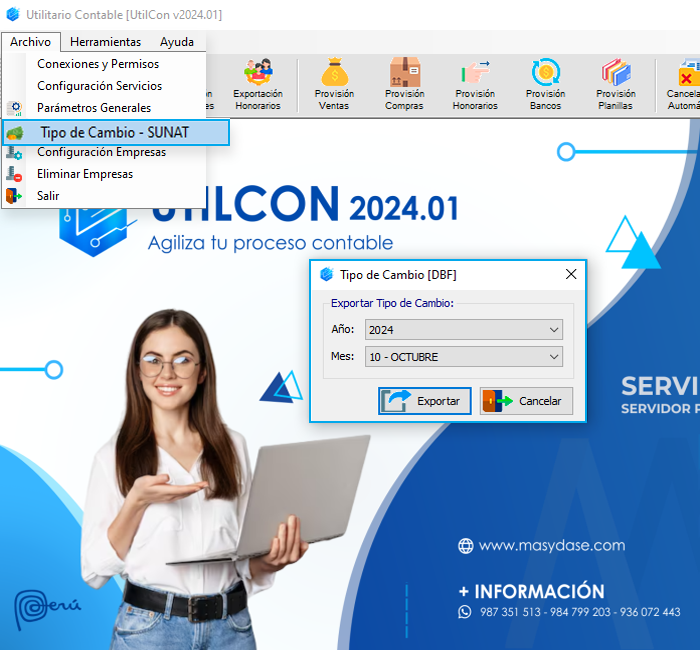 Utilitario Contable [UtilCon v2024.01]
Archivo Herramientas Ayuda
Conexiones y Permisos
Configuración Servicios
Parámetros Generales
Tipo de Cambio - SUNAT
Configuración Empresas
Eliminar Empresas
Salir
Exportación Honorarios
Provisión Ventas
Provisión Compras
Provisión Honorarios
Provisión Bancos
Provisión Planillas
UTILCON 2024.01
Agiliza tu proceso contable
Tipo de Cambio [DBF]
Exportar Tipo de Cambio:
Año: 2024
Mes: 10 - OCTUBRE
Exportar Cancelar
SERVI
SERVIDOR P
www.masydase.com
+ INFORMACIÓN
987 351 513 - 984 799 203 - 936 072 443
Perú